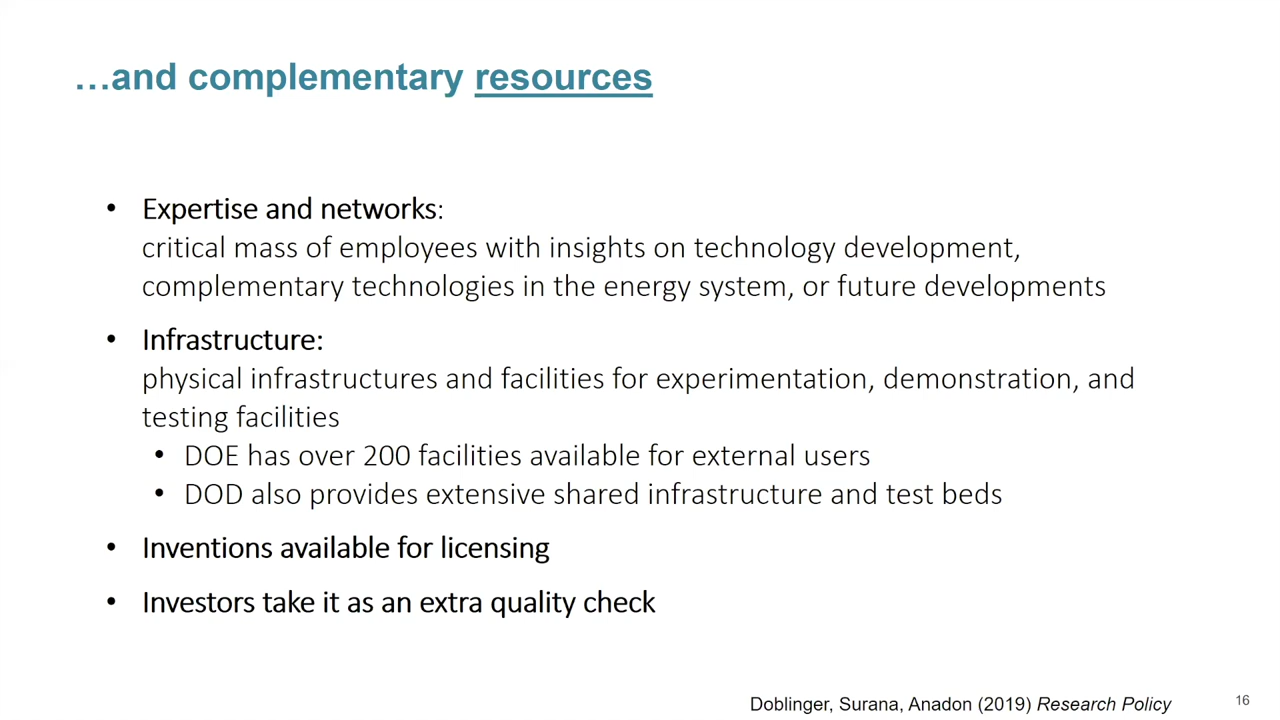 …and complementary resources
• Expertise and networks:
critical mass of employees with insights on technology development,
complementary technologies in the energy system, or future developments
• Infrastructure:
physical infrastructures and facilities for experimentation, demonstration, and
testing facilities
• DOE has over 200 facilities available for external users
• DOD also provides extensive shared infrastructure and test beds
• Inventions available for licensing
• Investors take it as an extra quality check
Doblinger, Surana, Anadon (2019) Research Policy
16